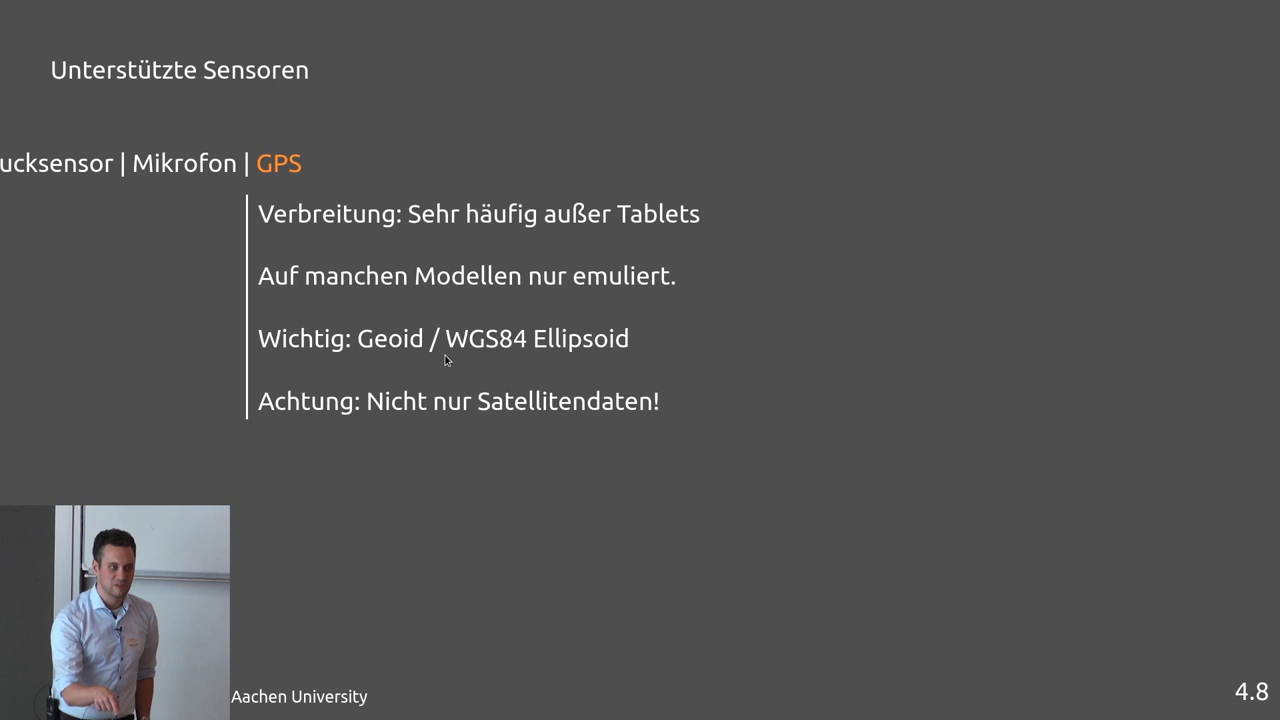 Unterstützte Sensoren
ucksensor | Mikrofon | GPS
Verbreitung: Sehr häufig außer Tablets
Auf manchen Modellen nur emuliert.
Wichtig: Geoid / WGS84 Ellipsoid
Achtung: Nicht nur Satellitendaten!
Aachen University
4.8